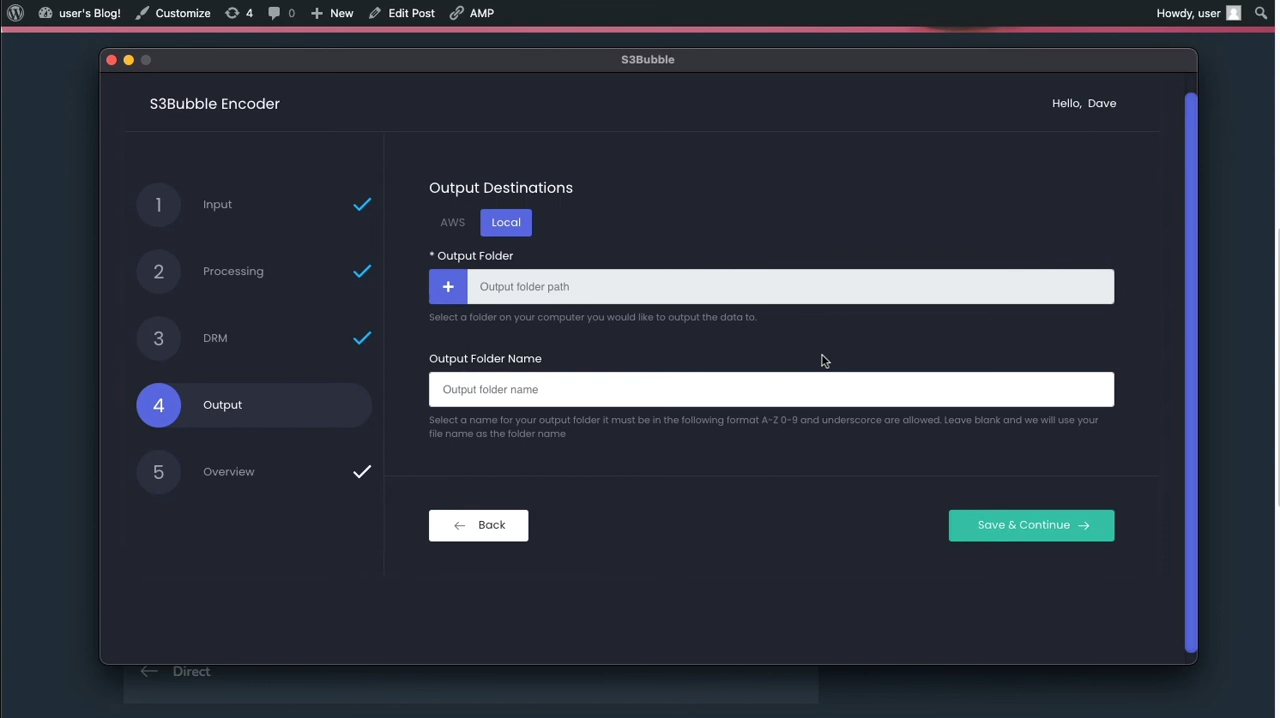 user's Blog! Customize 4 0 New Edit Post AMP Howdy, user
S3Bubble
S3Bubble Encoder
Hello, Dave
1 Input
2 Processing
3 DRM
4 Output
5 Overview
Output Destinations
AWS Local
* Output Folder
+ Output folder path
Select a folder on your computer you would like to output the data to.
Output Folder Name
Output folder name
Select a name for your output folder it must be in the following format A-Z 0-9 and underscorce are allowed. Leave blank and we will use your
file name as the folder name
← Back
Save & Continue →
← Direct